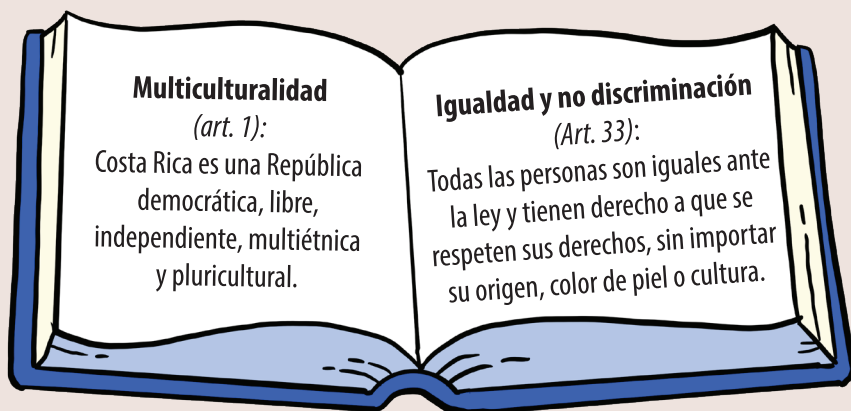 Multiculturalidad
(art. 1):
Costa Rica es una República
democrática, libre,
independiente, multiétnica
y pluricultural.
Igualdad y no discriminación
(Art. 33):
Todas las personas son iguales ante
la ley y tienen derecho a que se
respeten sus derechos, sin importar
su origen, color de piel o cultura.